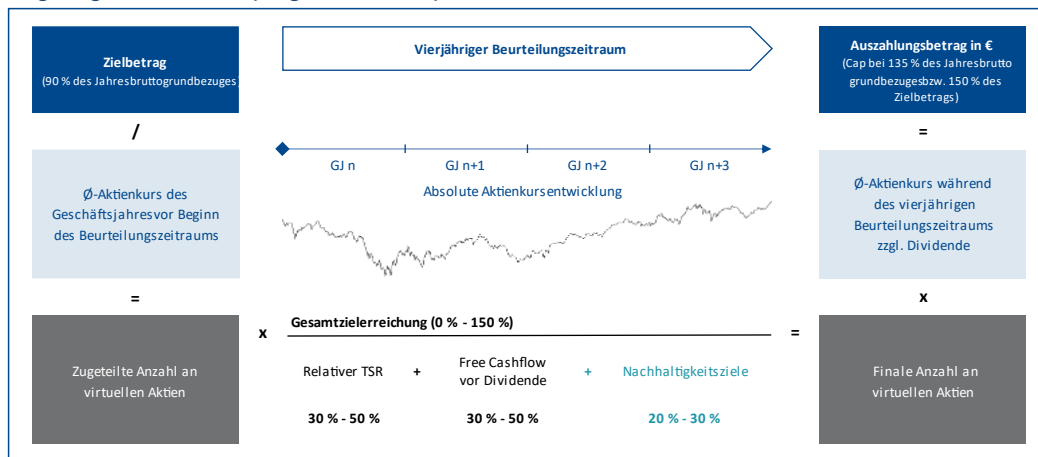 Zielbetrag
(90 % des Jahresbruttogrundbezuges)
/
Ø-Aktienkurs des
Geschäftsjahresvor Beginn
des Beurteilungszeitraums
=
Zugeteilte Anzahl an
virtuellen Aktien
Vierjähriger Beurteilungszeitraum
GJ n
GJ n+1
GJ n+2
GJ n+3
Absolute Aktienkursentwicklung
x
Gesamtzielerreichung (0 % - 150 %)
Relativer TSR
+
Free Cashflow
vor Dividende
+
Nachhaltigkeitsziele
30 % - 50 %
30 % - 50 %
20 % - 30 %
=
Auszahlungsbetrag in €
(Cap bei 135 % des Jahresbrutto
grundbezugesbzw. 150 % des
Zielbetrags)
=
Ø-Aktienkurs während
des vierjährigen
Beurteilungszeitraums
zzgl. Dividende
x
Finale Anzahl an
virtuellen Aktien